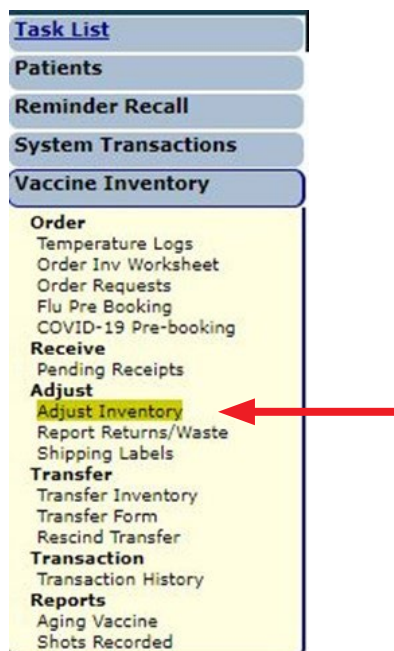 Task List
Patients
Reminder Recall
System Transactions
Vaccine Inventory
Order
Temperature Logs
Order Inv Worksheet
Order Requests
Flu Pre Booking
COVID-19 Pre-booking
Receive
Pending Receipts
Adjust
Adjust Inventory
Report Returns/Waste
Shipping Labels
Transfer
Transfer Inventory
Transfer Form
Rescind Transfer
Transaction
Transaction History
Reports
Aging Vaccine
Shots Recorded